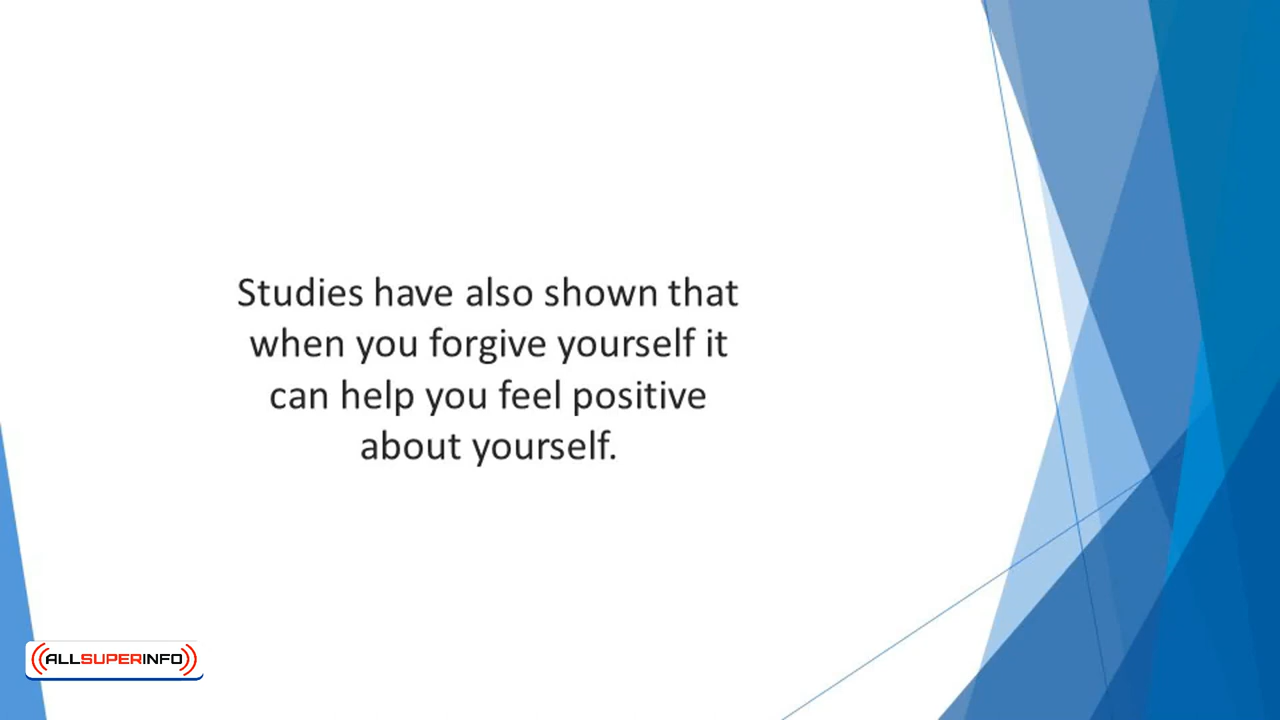 Studies have also shown that
when you forgive yourself it
can help you feel positive
about yourself.
ALLSUPERINFO